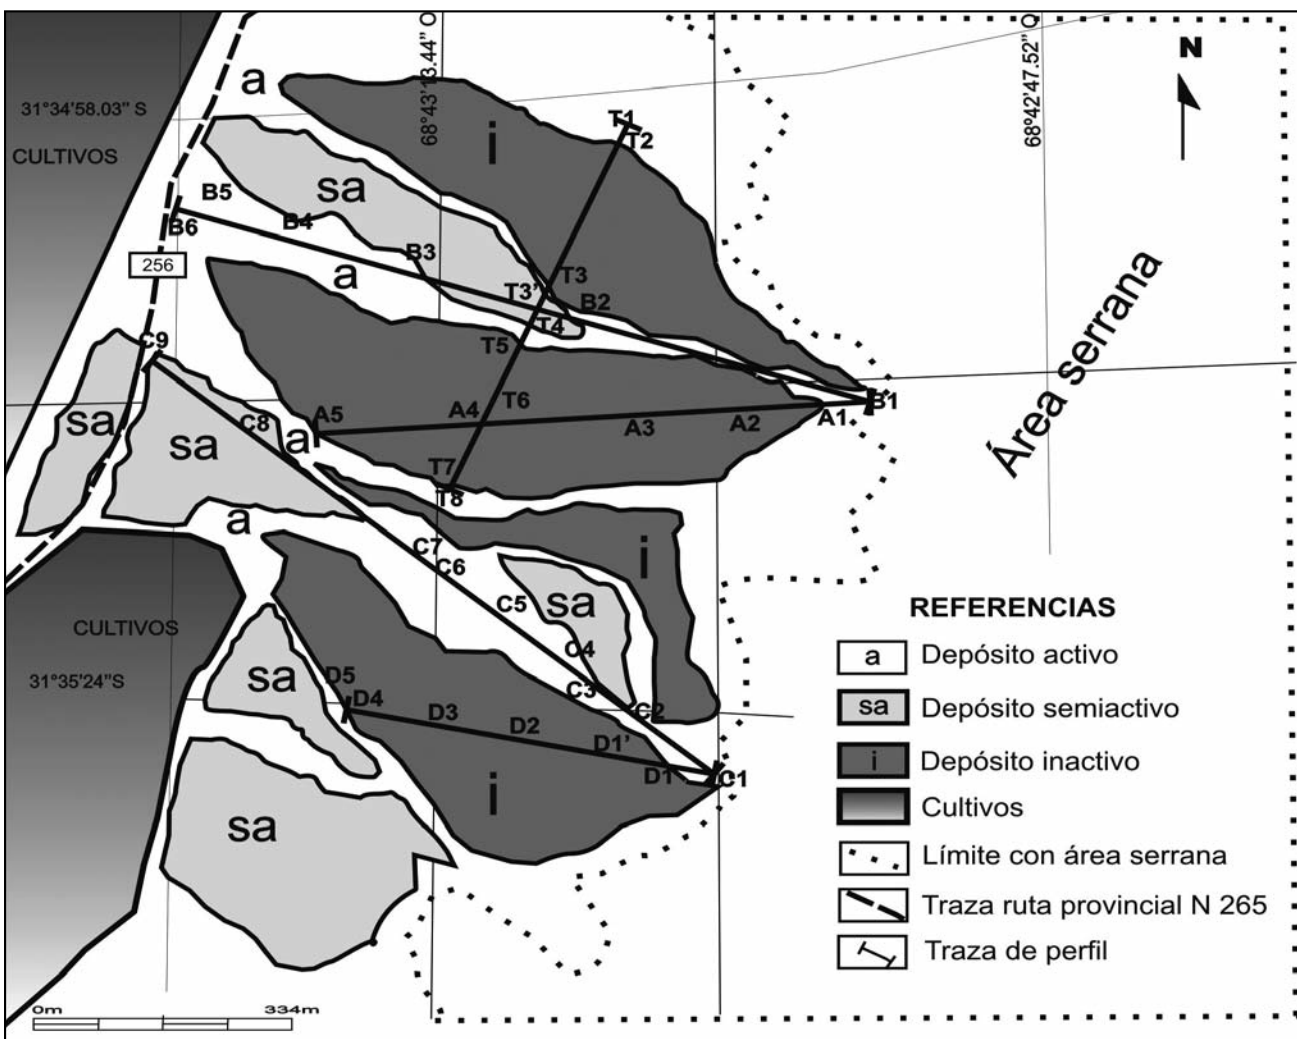 68°43'13.44" O
68°42'47.52" O
N
31°34'58.03" S
CULTIVOS
a
i
T1
T2
sa
B5
B6
B4
B3
256
a
T3
T3'
B2
T4
T5
Área serrana
C9
sa
C8
sa
a
A5
A4
T6
A3
A2
A1
B1
T7
T8
a
C7
C6
i
C5
sa
C4
CULTIVOS
31°35'24"S
sa
D5
D4
D3
D2
D1'
C3
C2
D1
C1
i
sa
REFERENCIAS
a Depósito activo
sa Depósito semiactivo
i Depósito inactivo
Cultivos
Límite con área serrana
Traza ruta provincial N 265
Traza de perfil
0m 334m